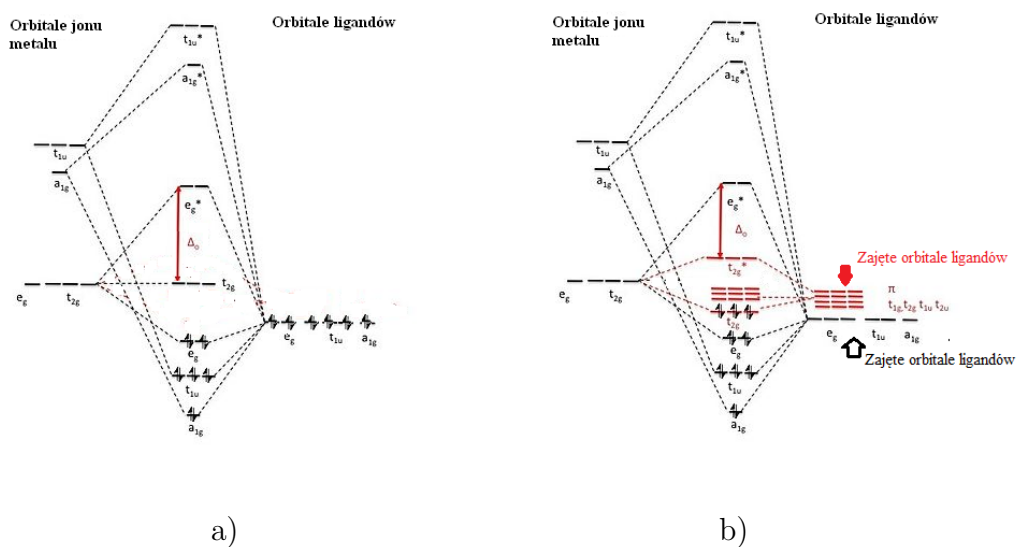 Orbitale jonu
metalu
Orbitale ligandów
t1u*
a1g*
t1u
a1g
eg*
Δo
eg t2g
t2g
eg
t1u
a1g
eg t1u a1g
a)
Orbitale jonu
metalu
Orbitale ligandów
t1u*
a1g*
t1u
a1g
eg*
Δo
t2g*
Zajęte orbitale ligandów
π
t1g,t2g t1u t2u
eg t2g
t2g
eg
t1u
a1g
eg t1u a1g
Zajęte orbitale ligandów
b)